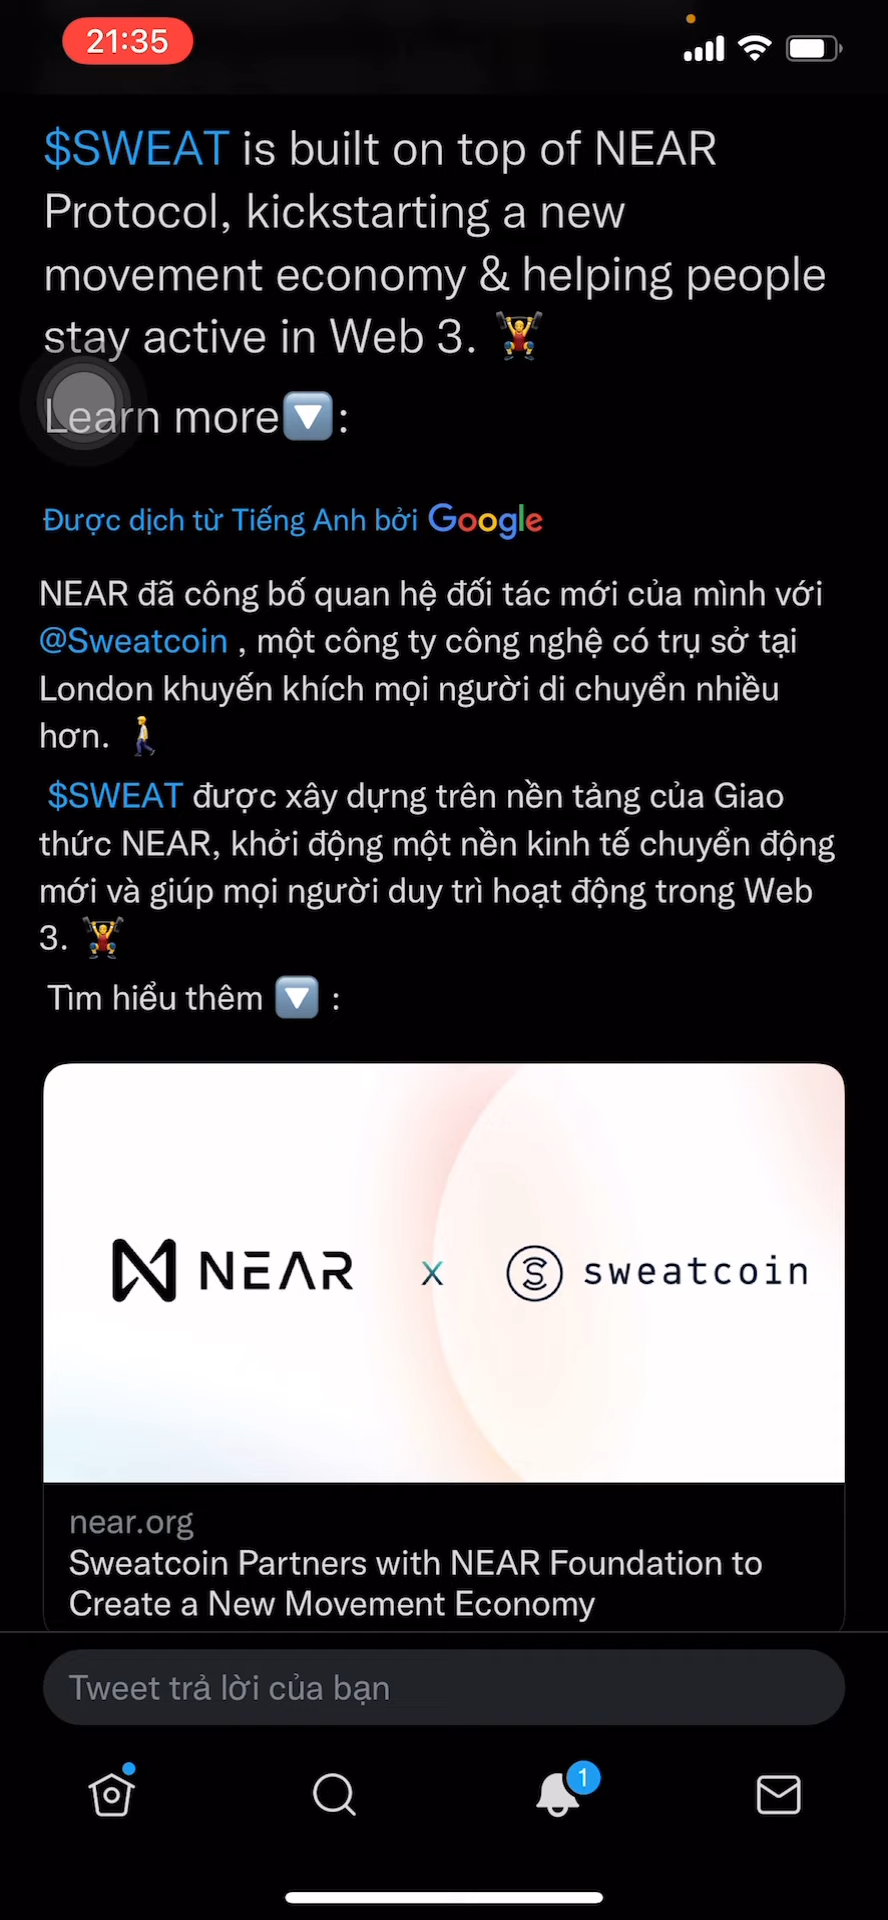 21:35
$SWEAT is built on top of NEAR
Protocol, kickstarting a new
movement economy & helping people
stay active in Web 3. 🏋️
Learn more🔽:
Được dịch từ Tiếng Anh bởi Google
NEAR đã công bố quan hệ đối tác mới của mình với
@Sweatcoin , một công ty công nghệ có trụ sở tại
London khuyến khích mọi người di chuyển nhiều
hơn. 🚶
$SWEAT được xây dựng trên nền tảng của Giao
thức NEAR, khởi động một nền kinh tế chuyển động
mới và giúp mọi người duy trì hoạt động trong Web
3. 🏋️
Tìm hiểu thêm 🔽 :
NEAR x sweatcoin
near.org
Sweatcoin Partners with NEAR Foundation to
Create a New Movement Economy
Tweet trả lời của bạn
1